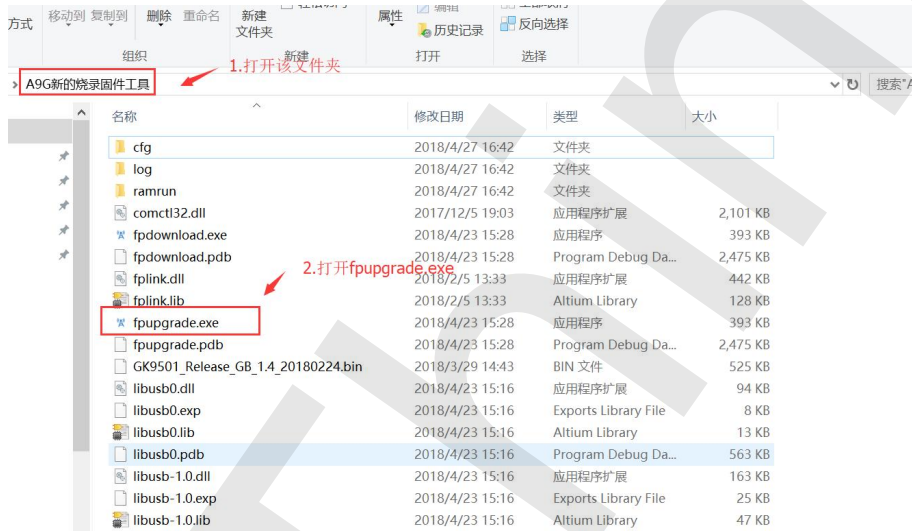 移动到 复制到 删除 重命名 新建 属性 编辑
方式 文件夹 历史记录 反向选择
组织 新建 打开 选择
1.打开该文件夹
A9G新的烧录固件工具 搜索"A
名称 修改日期 类型 大小
cfg 2018/4/27 16:42 文件夹
log 2018/4/27 16:42 文件夹
ramrun 2018/4/27 16:42 文件夹
comctl32.dll 2017/12/5 19:03 应用程序扩展 2,101 KB
fpdownload.exe 2018/4/23 15:28 应用程序 393 KB
fpdownload.pdb 2018/4/23 15:28 Program Debug Da... 2,475 KB
2.打开fpupgrade.exe
fplink.dll 2018/2/5 13:33 应用程序扩展 442 KB
fplink.lib 2018/2/5 13:33 Altium Library 128 KB
fpupgrade.exe 2018/4/23 15:28 应用程序 393 KB
fpupgrade.pdb 2018/4/23 15:28 Program Debug Da... 2,475 KB
GK9501_Release_GB_1.4_20180224.bin 2018/3/29 14:43 BIN 文件 525 KB
libusb0.dll 2018/4/23 15:16 应用程序扩展 94 KB
libusb0.exp 2018/4/23 15:16 Exports Library File 8 KB
libusb0.lib 2018/4/23 15:16 Altium Library 13 KB
libusb0.pdb 2018/4/23 15:16 Program Debug Da... 563 KB
libusb-1.0.dll 2018/4/23 15:16 应用程序扩展 163 KB
libusb-1.0.exp 2018/4/23 15:16 Exports Library File 25 KB
libusb-1.0.lib 2018/4/23 15:16 Altium Library 47 KB